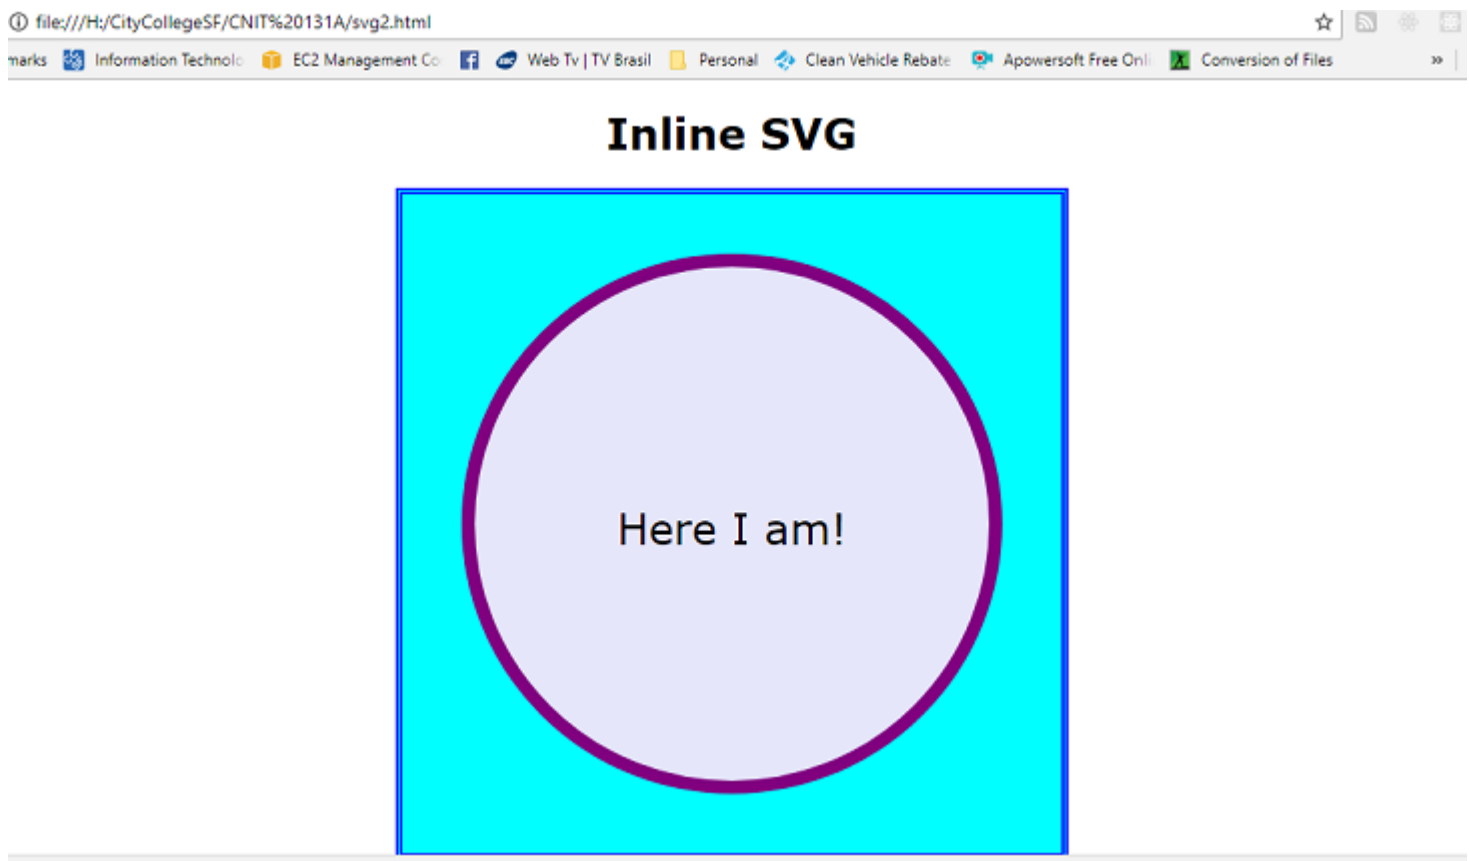 file:///H:/CityCollegeSF/CNIT%20131A/svg2.html
marks Information Technolo EC2 Management Co Web Tv | TV Brasil Personal Clean Vehicle Rebate Apowersoft Free Onli Conversion of Files »
Inline SVG
Here I am!